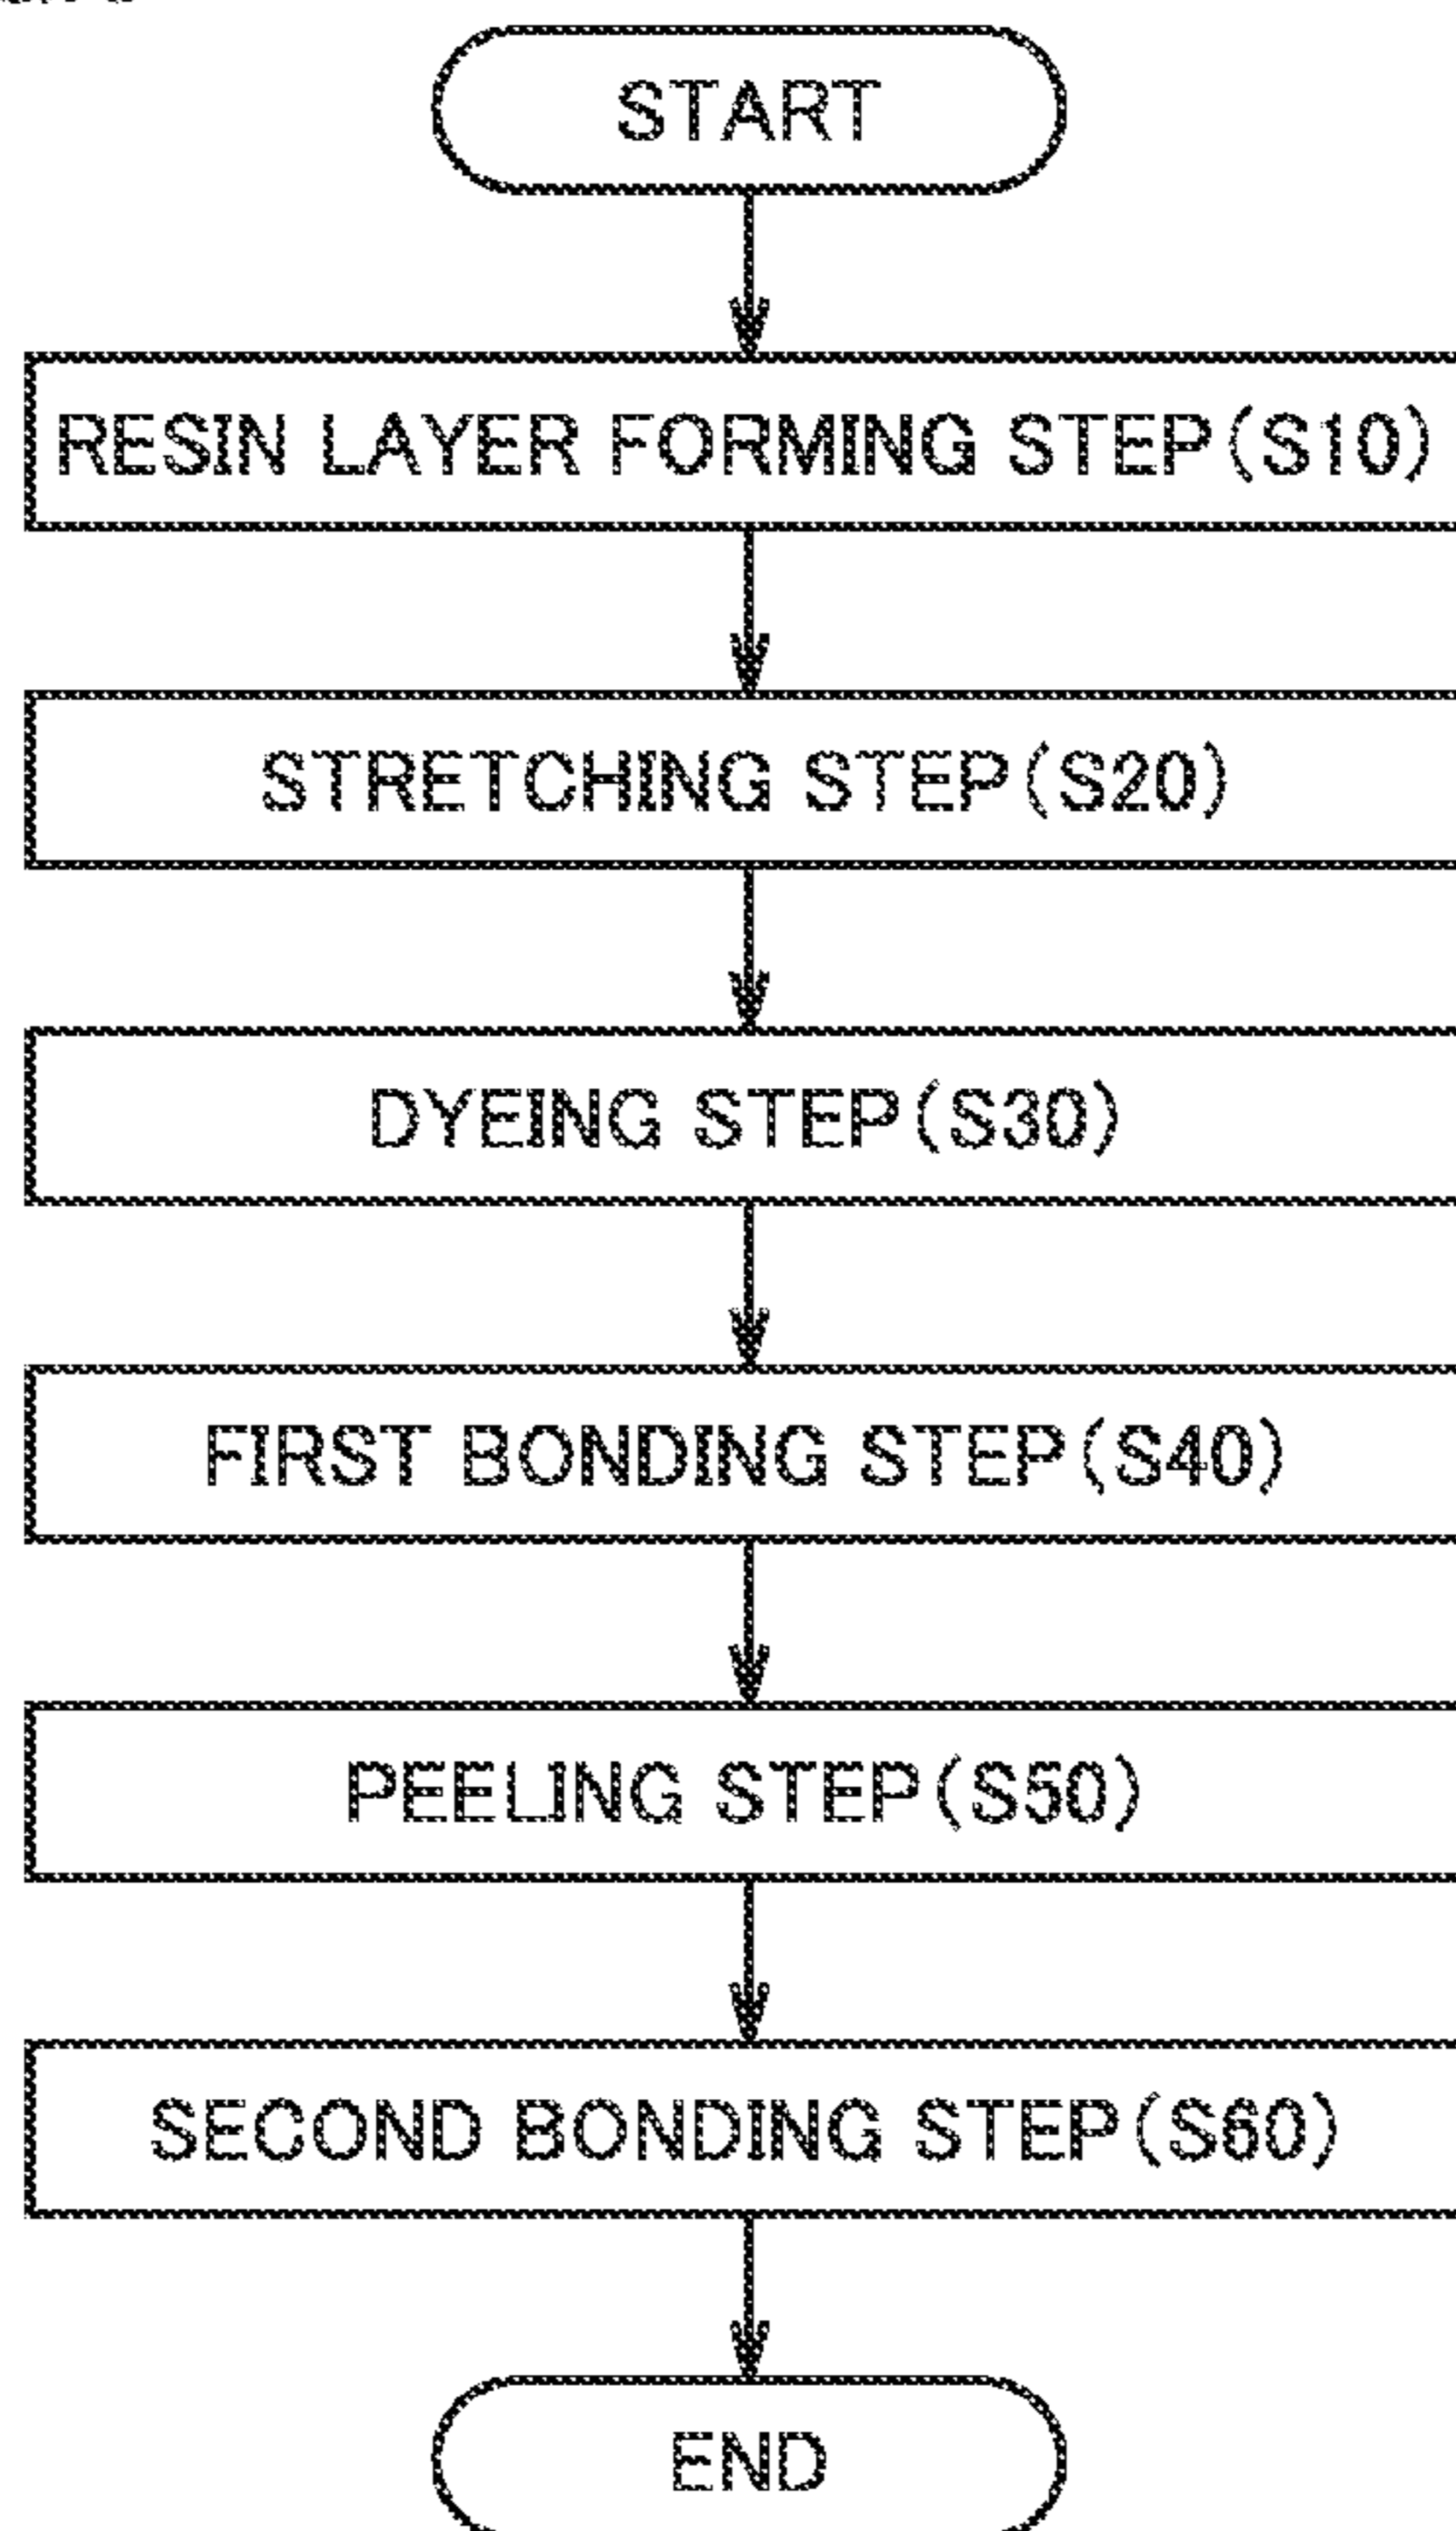 START
RESIN LAYER FORMING STEP(S10)
STRETCHING STEP(S20)
DYEING STEP(S30)
FIRST BONDING STEP(S40)
PEELING STEP(S50)
SECOND BONDING STEP(S60)
END